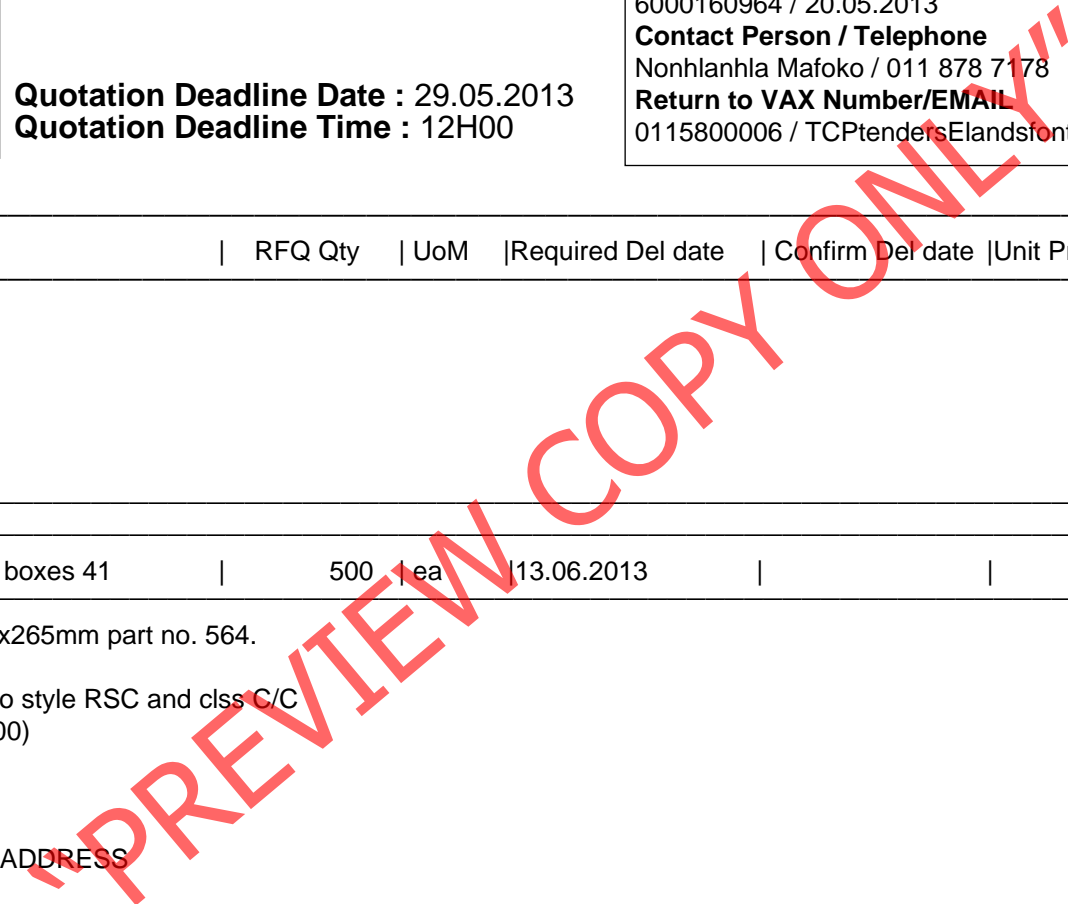 6000160964 / 20.05.2013
Contact Person / Telephone
Nonhlanhla Mafoko / 011 878 7178
Quotation Deadline Date : 29.05.2013
Return to VAX Number/EMAIL
Quotation Deadline Time : 12H00
0115800006 / TCPtendersElandsfont
| RFQ Qty | UoM |Required Del date | Confirm Del date |Unit Pr
boxes 41 | 500 | ea |13.06.2013 | |
x265mm part no. 564.
o style RSC and clss C/C
00)
ADDRESS
“PREVIEW COPY ONLY”